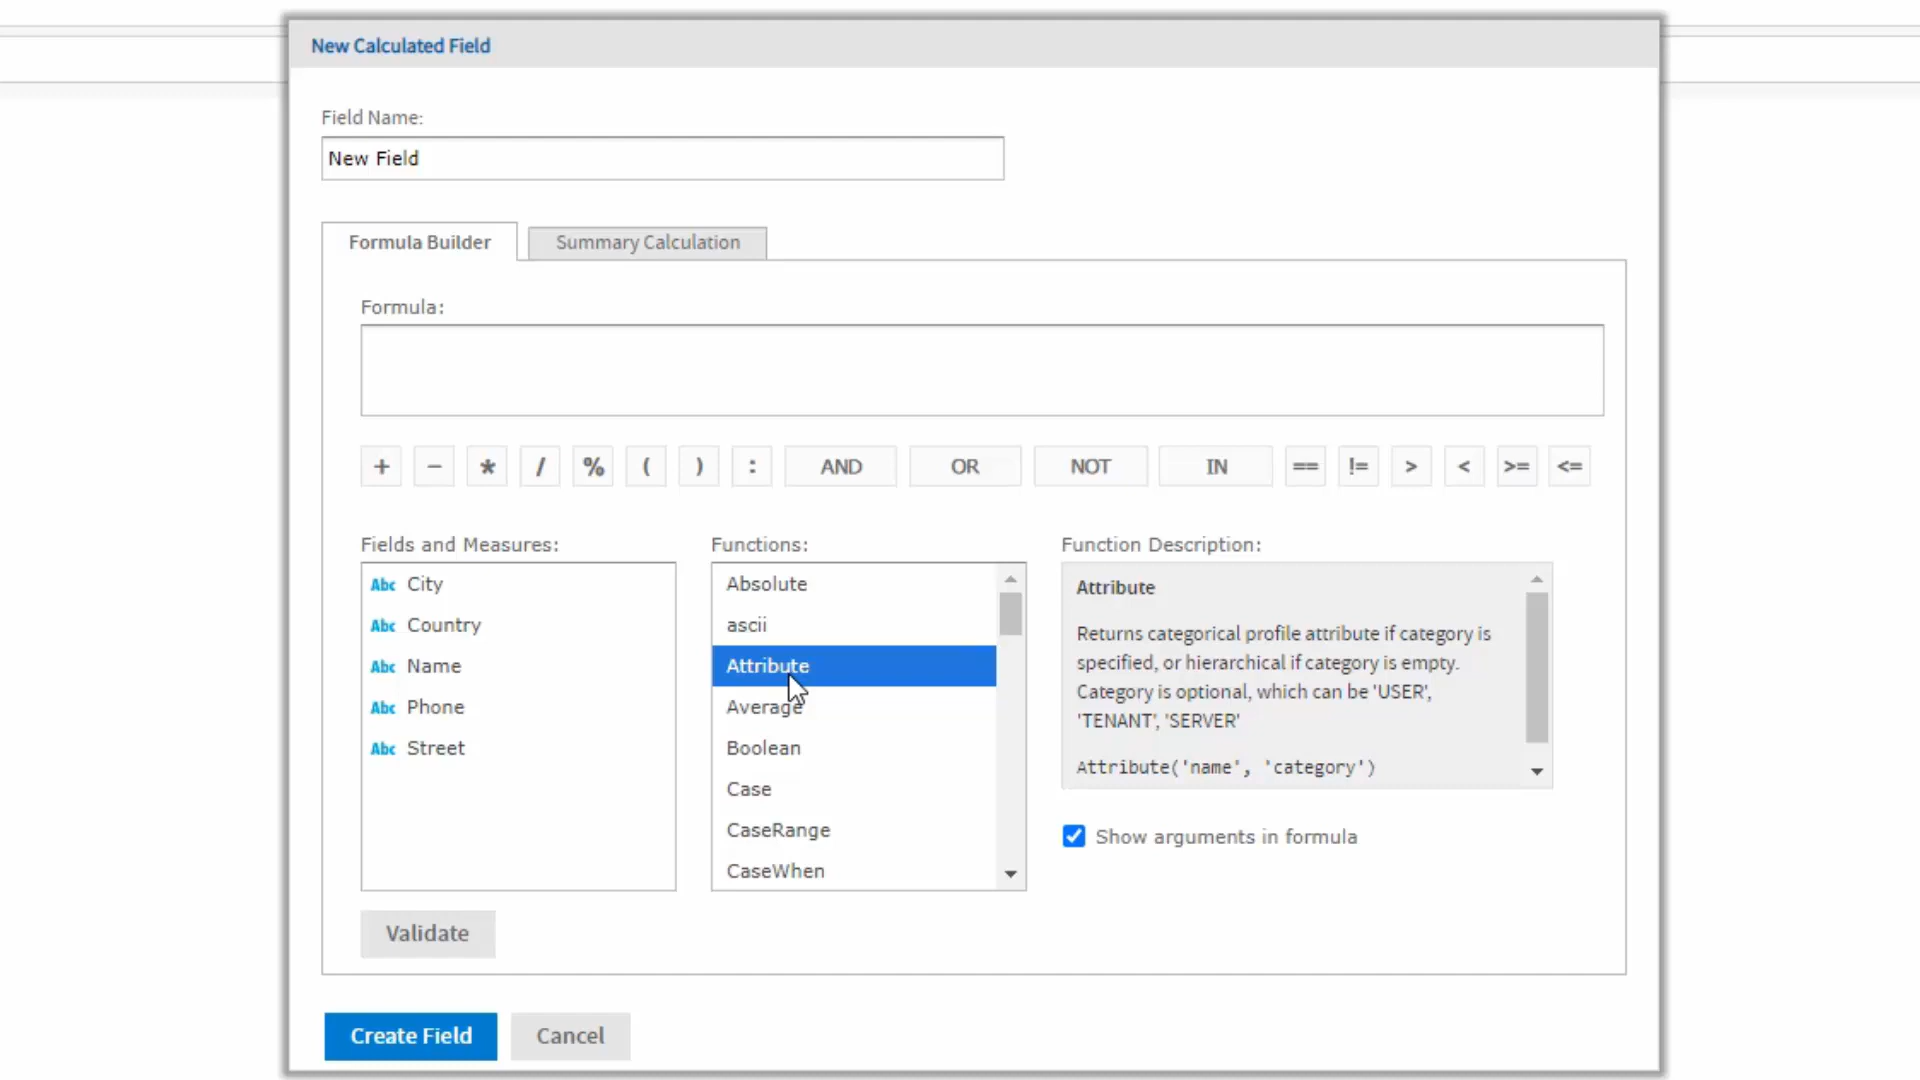 New Calculated Field
Field Name:
New Field
Formula Builder
Summary Calculation
Formula:
+ − * / % ( ) : AND OR NOT IN == != > < >= <=
Fields and Measures:
Abc City
Abc Country
Abc Name
Abc Phone
Abc Street
Functions:
Absolute
ascii
Attribute
Average
Boolean
Case
CaseRange
CaseWhen
Function Description:
Attribute
Returns categorical profile attribute if category is
specified, or hierarchical if category is empty.
Category is optional, which can be 'USER',
'TENANT', 'SERVER'
Attribute('name', 'category')
Show arguments in formula
Validate
Create Field
Cancel